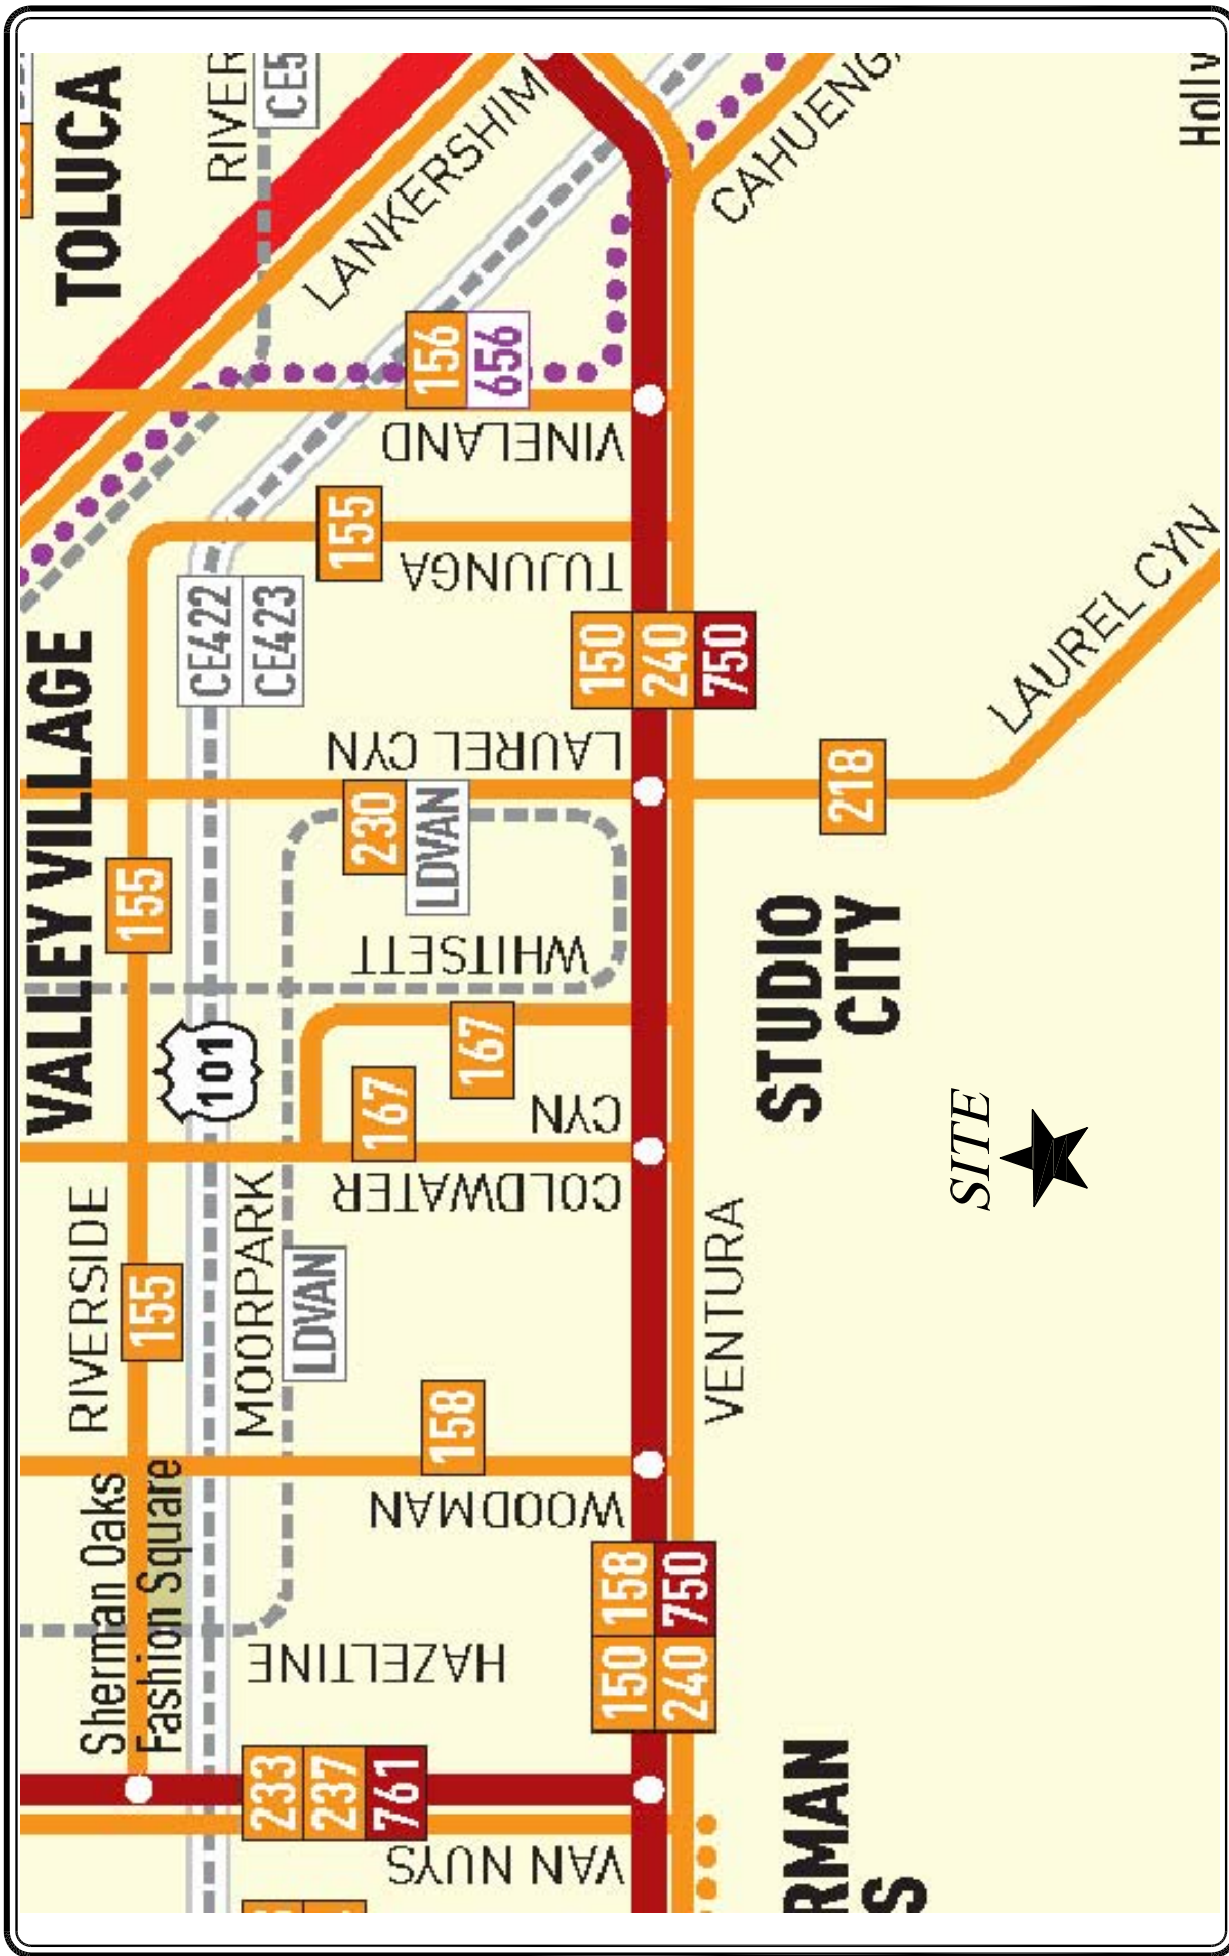 TOLUCA
RIVER
CE5
LANKERSHIM
CAHUENGA
Hollw
156
656
VINELAND
155
TUJUNGA
CE422
CE423
150
240
750
VALLEY VILLAGE
LAUREL CYN
LAUREL CYN
230
LDVAN
218
155
WHITSETT
STUDIO
CITY
101
167
167
COLDWATER
CYN
SITE
RIVERSIDE
155
MOORPARK
LDVAN
VENTURA
158
WOODMAN
Sherman Oaks
Fashion Square
HAZELTINE
150 158
240 750
233
237
761
VAN NUYS
RMAN
S